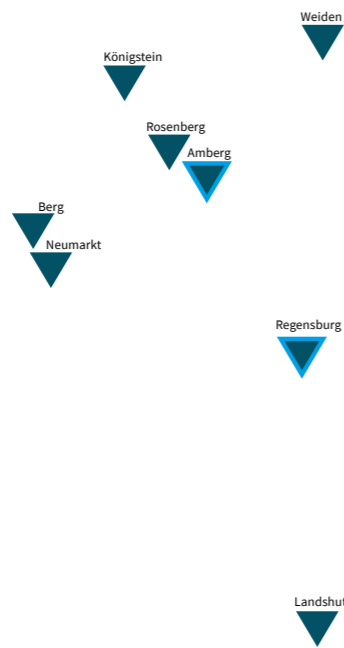 Weiden
Königstein
Rosenberg
Amberg
Berg
Neumarkt
Regensburg
Landshut